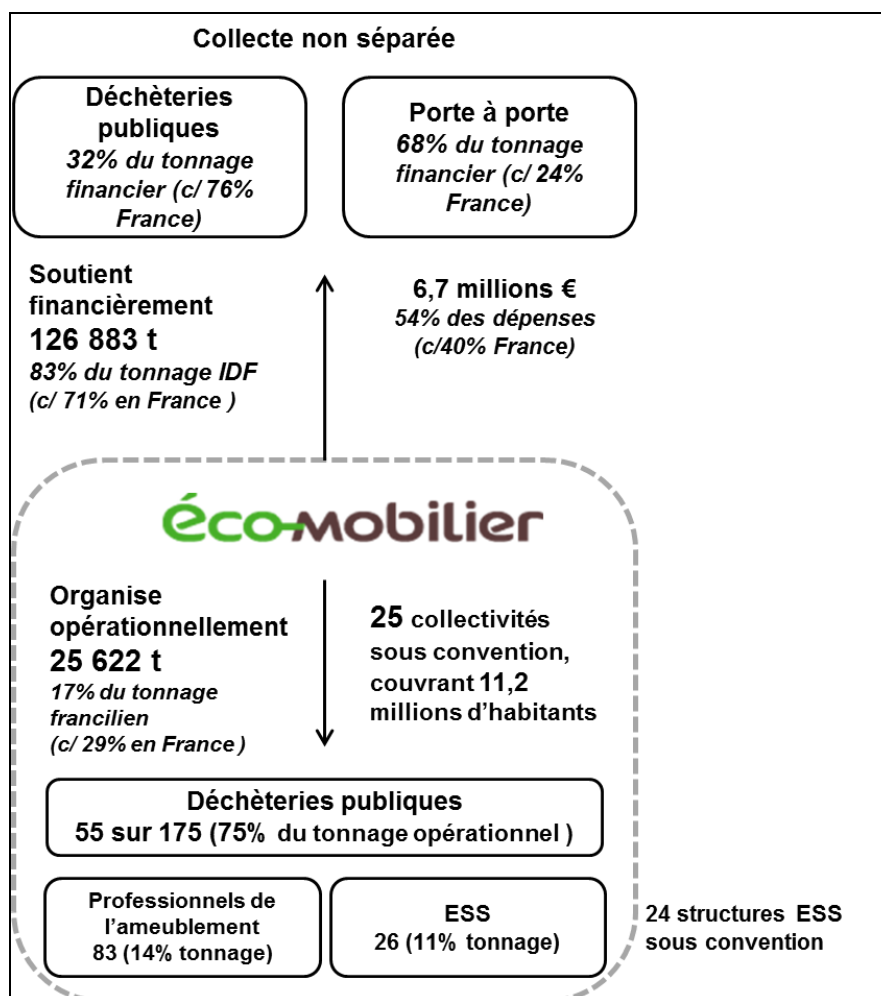 Collecte non séparée
Déchèteries
publiques
32% du tonnage
financier (c/ 76%
France)
Porte à porte
68% du tonnage
financier (c/ 24%
France)
Soutient
financièrement
126 883 t
83% du tonnage IDF
(c/ 71% en France )
6,7 millions €
54% des dépenses
(c/40% France)
éco-mobilier
Organise
opérationnellement
25 622 t
17% du tonnage
francilien
(c/ 29% en France )
25 collectivités
sous convention,
couvrant 11,2
millions d’habitants
Déchèteries publiques
55 sur 175 (75% du tonnage opérationnel )
Professionnels de
l’ameublement
83 (14% tonnage)
ESS
26 (11% tonnage)
24 structures ESS
sous convention